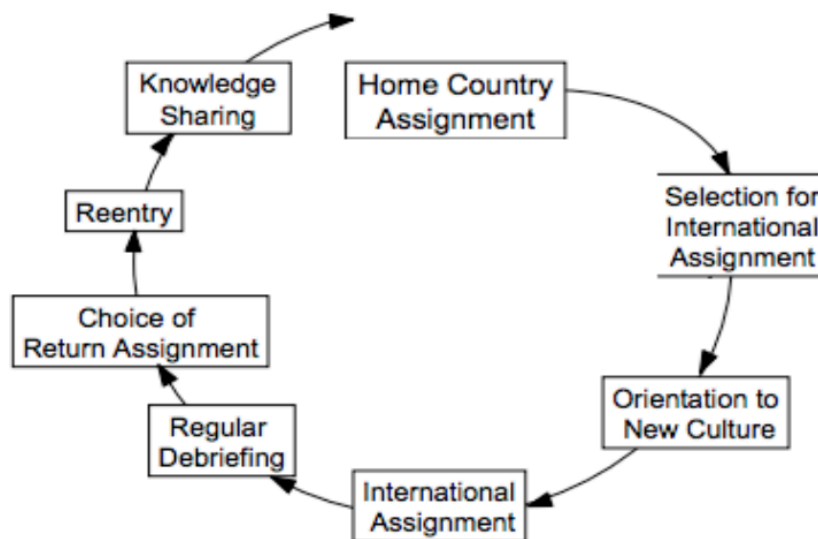 Home Country
Assignment
Selection for
International
Assignment
Orientation to
New Culture
International
Assignment
Regular
Debriefing
Choice of
Return Assignment
Reentry
Knowledge
Sharing